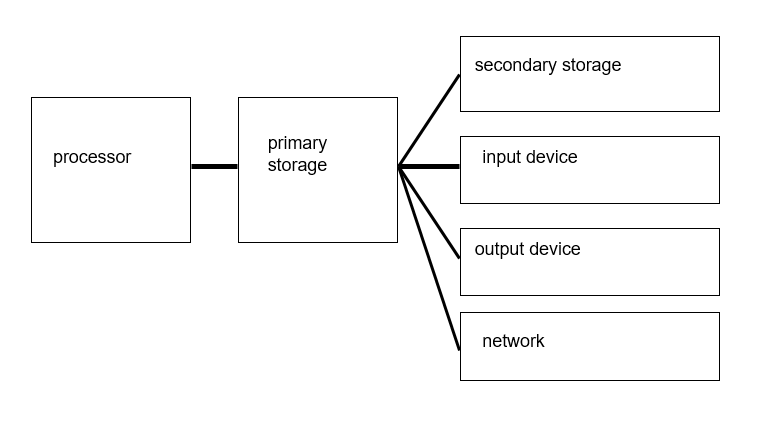 processor
primary
storage
secondary storage
input device
output device
network